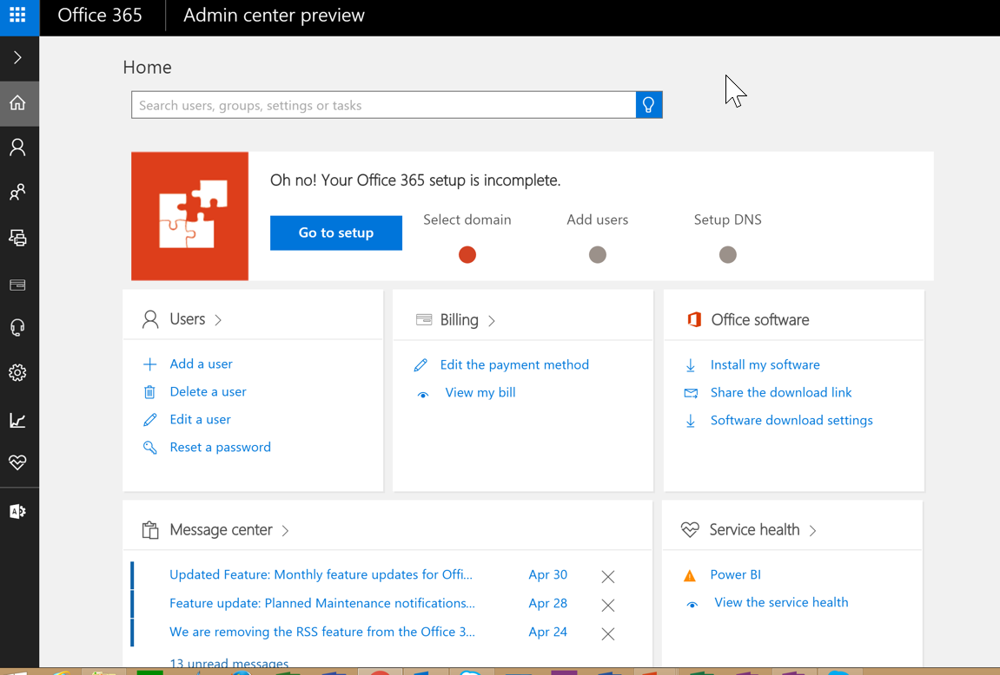 Office 365
Admin center preview
Home
Search users, groups, settings or tasks
Oh no! Your Office 365 setup is incomplete.
Go to setup
Select domain
Add users
Setup DNS
Users
Add a user
Delete a user
Edit a user
Reset a password
Billing
Edit the payment method
View my bill
Office software
Install my software
Share the download link
Software download settings
Message center
Updated Feature: Monthly feature updates for Offi... Apr 30
Feature update: Planned Maintenance notifications... Apr 28
We are removing the RSS feature from the Office 3... Apr 24
13 unread messages
Service health
Power BI
View the service health
A